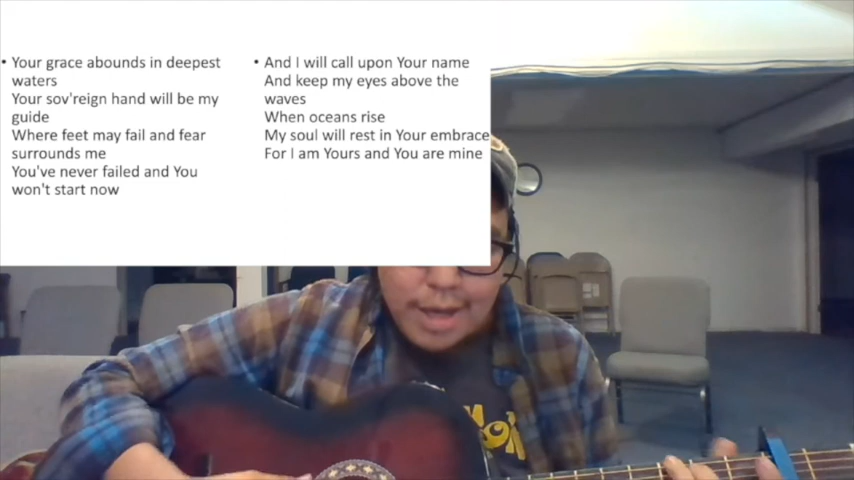 • Your grace abounds in deepest
waters
Your sov'reign hand will be my
guide
Where feet may fail and fear
surrounds me
You've never failed and You
won't start now
• And I will call upon Your name
And keep my eyes above the
waves
When oceans rise
My soul will rest in Your embrace
For I am Yours and You are mine